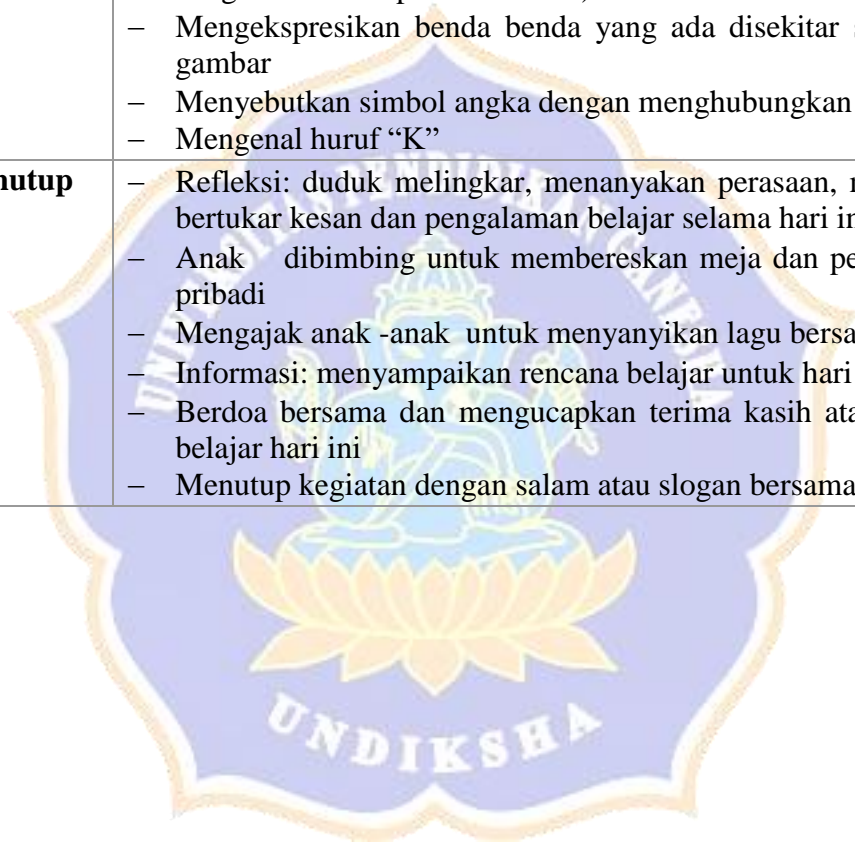 – Mengekspresikan benda benda yang ada disekitar
gambar
– Menyebutkan simbol angka dengan menghubungkan
– Mengenal huruf “K”
nutup
– Refleksi: duduk melingkar, menanyakan perasaan,
bertukar kesan dan pengalaman belajar selama hari in
– Anak dibimbing untuk membereskan meja dan pe
pribadi
– Mengajak anak -anak untuk menyanyikan lagu bersa
– Informasi: menyampaikan rencana belajar untuk hari
– Berdoa bersama dan mengucapkan terima kasih ata
belajar hari ini
– Menutup kegiatan dengan salam atau slogan bersama
UNIVERSITAS PENDIDIKAN GANESHA
UNDIKSHA